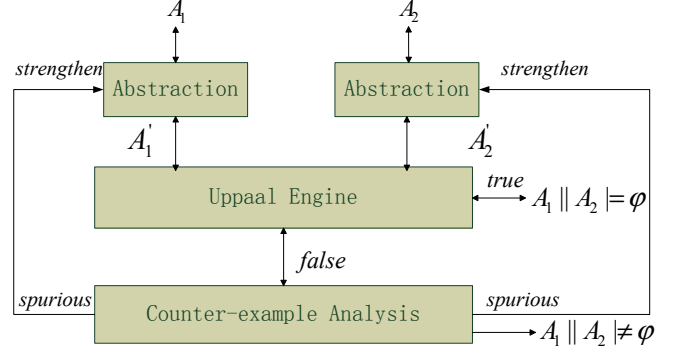 A₁ A₂
strengthen strengthen
Abstraction Abstraction
A₁' A₂'
Uppaal Engine
true
A₁ || A₂ |= φ
false
spurious spurious
Counter-example Analysis
A₁ || A₂ |≠ φ